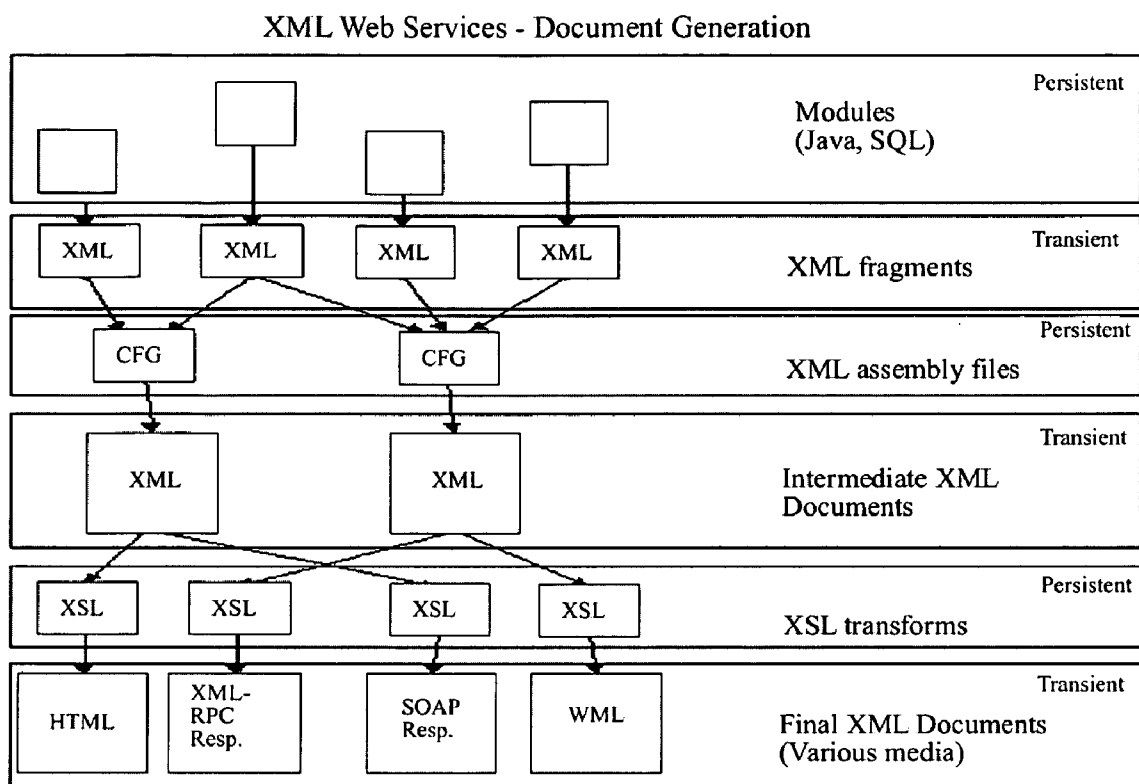 XML Web Services - Document Generation
Persistent
Modules
(Java, SQL)
Transient
XML XML XML XML
XML fragments
Persistent
CFG CFG
XML assembly files
Transient
XML XML
Intermediate XML
Documents
Persistent
XSL XSL XSL XSL
XSL transforms
Transient
HTML
XML-
RPC
Resp.
SOAP
Resp.
WML
Final XML Documents
(Various media)